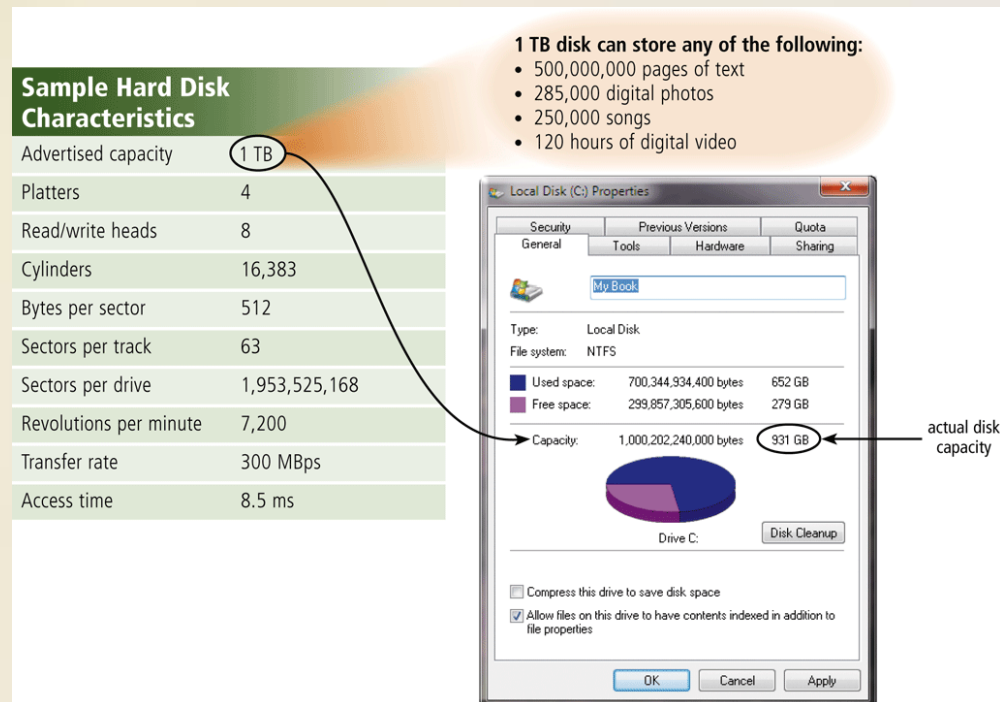 1 TB disk can store any of the following:
• 500,000,000 pages of text
• 285,000 digital photos
• 250,000 songs
• 120 hours of digital video
Sample Hard Disk
Characteristics
Advertised capacity 1 TB
Platters 4
Read/write heads 8
Cylinders 16,383
Bytes per sector 512
Sectors per track 63
Sectors per drive 1,953,525,168
Revolutions per minute 7,200
Transfer rate 300 MBps
Access time 8.5 ms
Local Disk (C:) Properties
Security Previous Versions Quota
General Tools Hardware Sharing
My Book
Type: Local Disk
File system: NTFS
Used space: 700,344,934,400 bytes 652 GB
Free space: 299,857,305,600 bytes 279 GB
Capacity: 1,000,202,240,000 bytes 931 GB
actual disk
capacity
Drive C:
Disk Cleanup
Compress this drive to save disk space
Allow files on this drive to have contents indexed in addition to
file properties
OK Cancel Apply